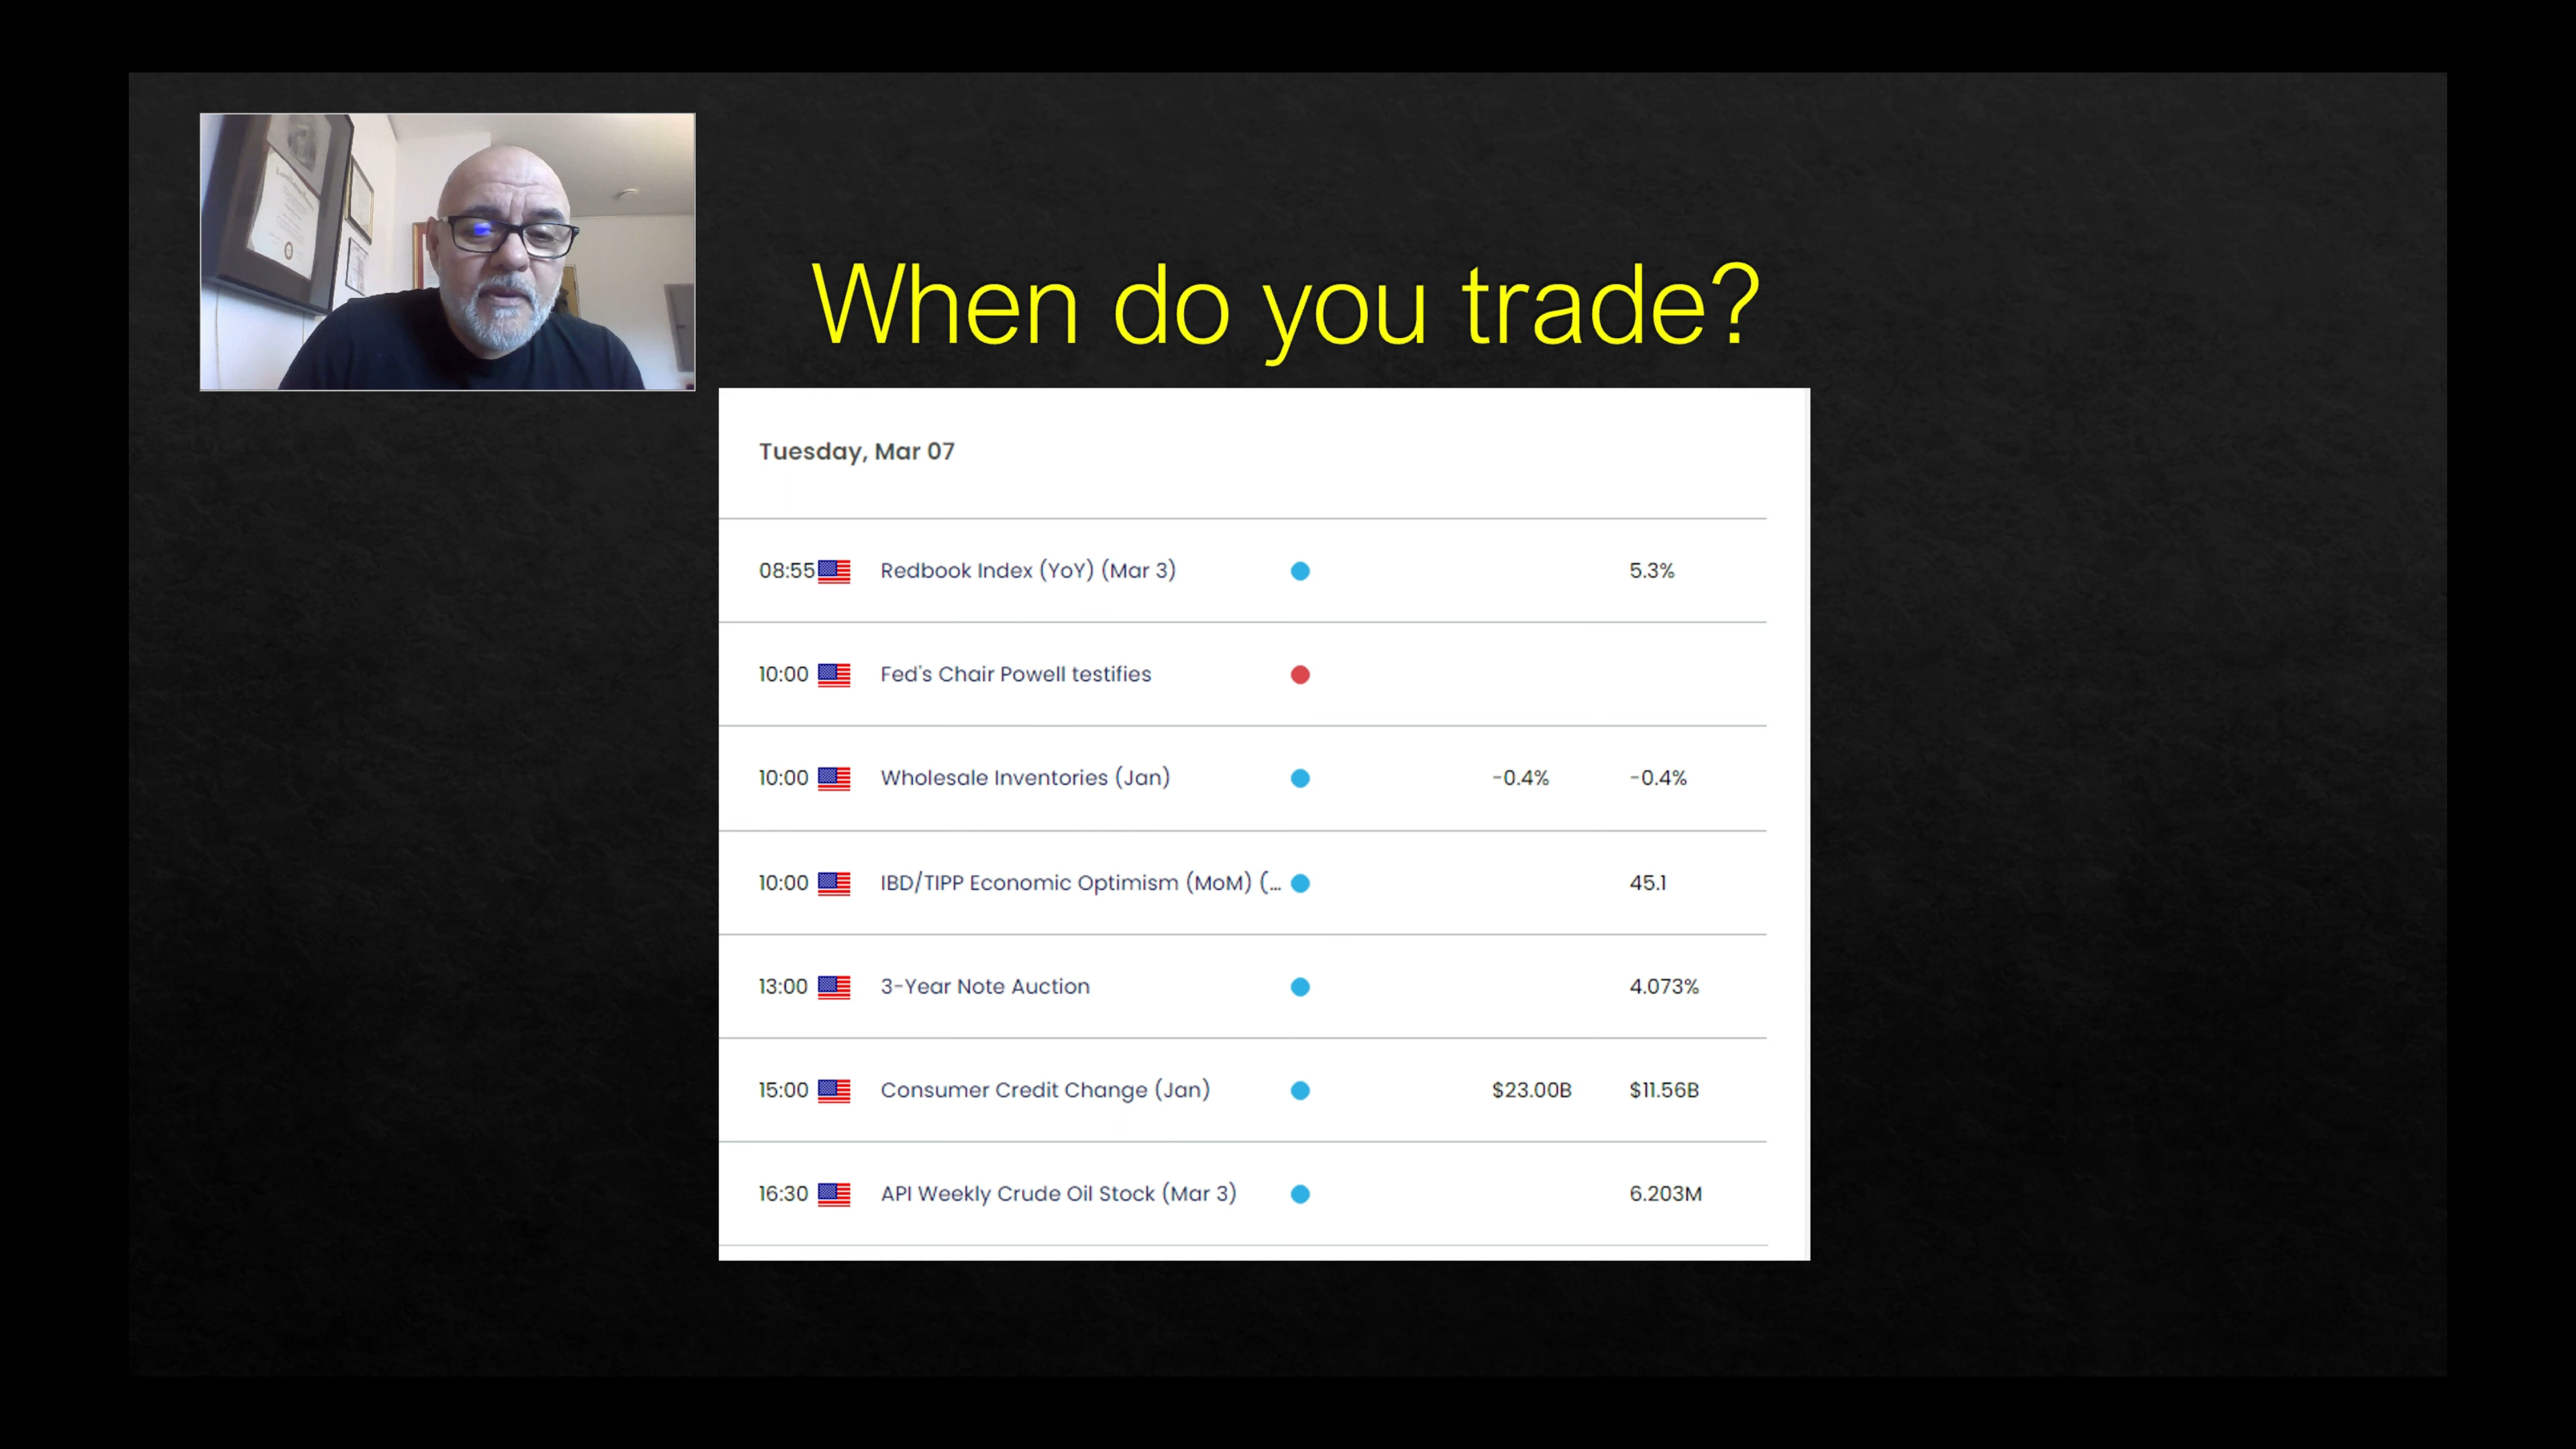 When do you trade?
Tuesday, Mar 07
08:55 Redbook Index (YoY) (Mar 3) 5.3%
10:00 Fed's Chair Powell testifies
10:00 Wholesale Inventories (Jan) -0.4% -0.4%
10:00 IBD/TIPP Economic Optimism (MoM) (... 45.1
13:00 3-Year Note Auction 4.073%
15:00 Consumer Credit Change (Jan) $23.00B $11.56B
16:30 API Weekly Crude Oil Stock (Mar 3) 6.203M